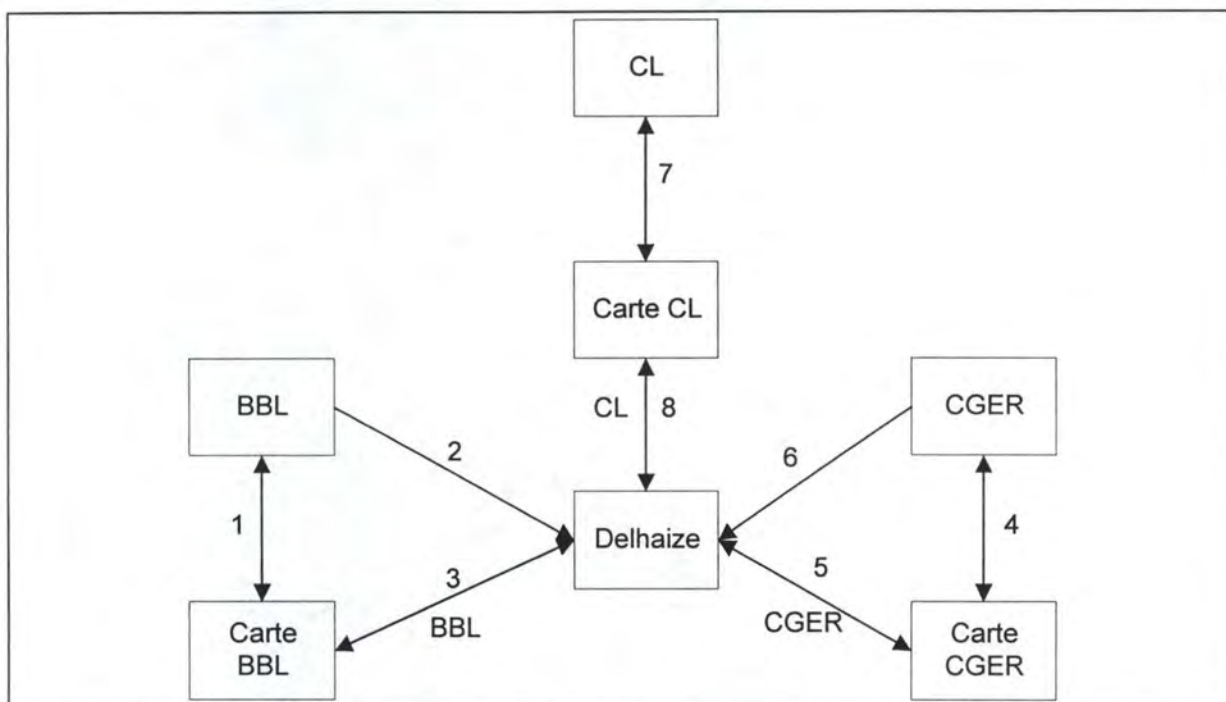 CL
7
Carte CL
CL 8
BBL
CGER
2
6
1
Delhaize
4
3
5
BBL
CGER
Carte
BBL
Carte
CGER